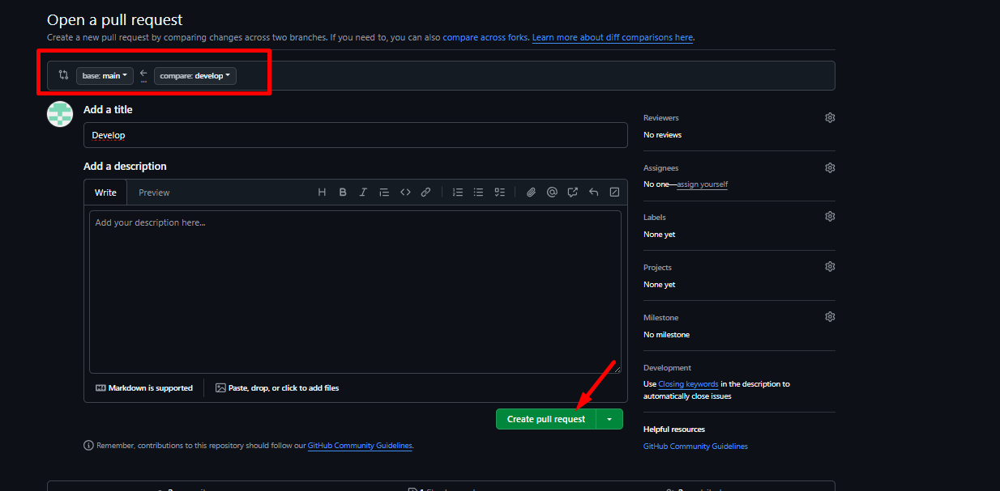 Open a pull request
Create a new pull request by comparing changes across two branches. If you need to, you can also compare across forks. Learn more about diff comparisons here.
base: main
...
compare: develop
Add a title
Develop
Add a description
Write
Preview
Add your description here...
Markdown is supported
Paste, drop, or click to add files
Create pull request
Remember, contributions to this repository should follow our GitHub Community Guidelines.
Reviewers
No reviews
Assignees
No one—assign yourself
Labels
None yet
Projects
None yet
Milestone
No milestone
Development
Use Closing keywords in the description to
automatically close issues
Helpful resources
GitHub Community Guidelines